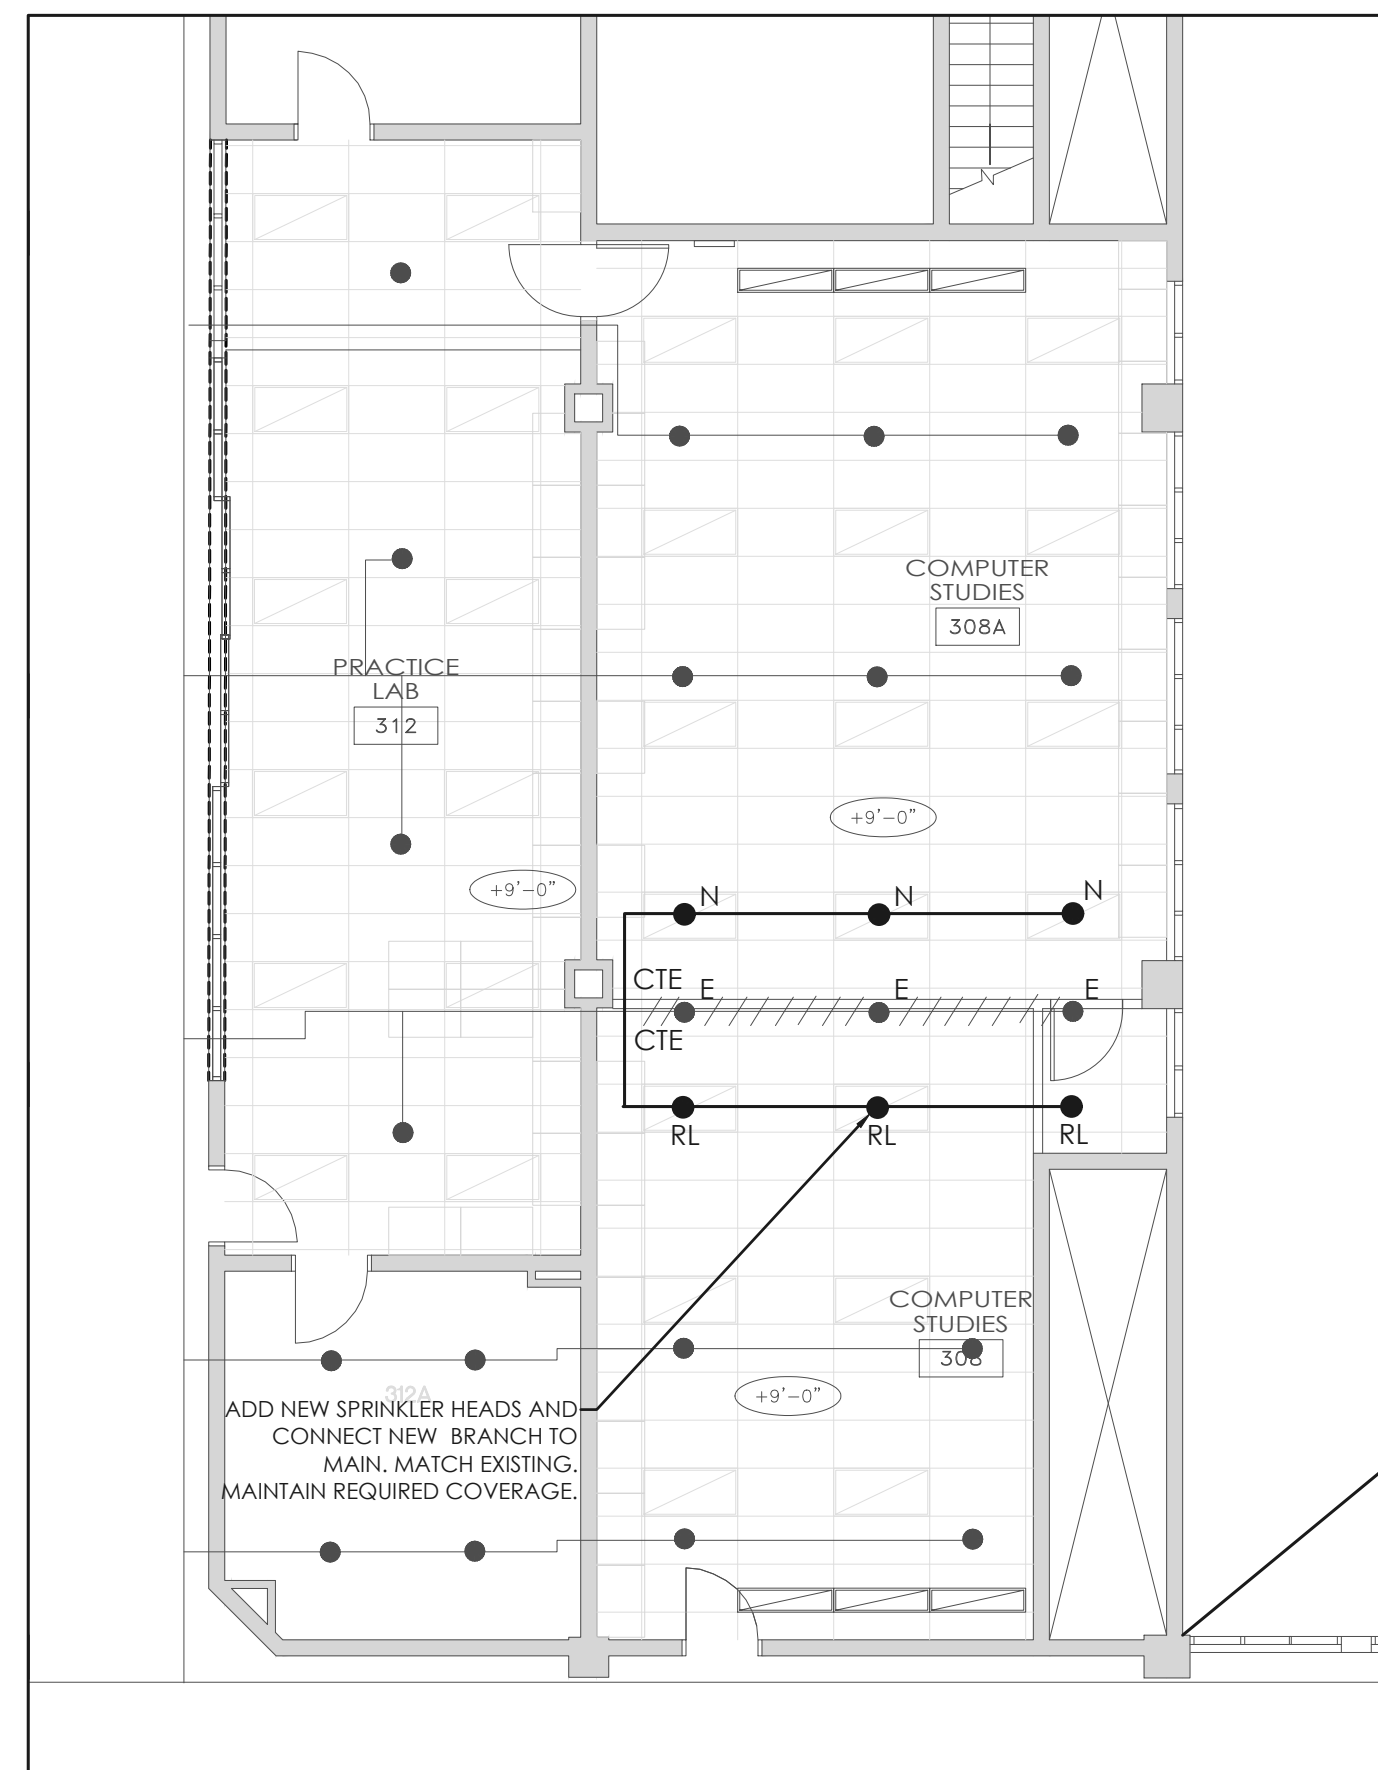 COMPUTER
STUDIES
308A
PRACTICE
LAB
312
+9'-0"
+9'-0"
N
N
N
CTE
E
E
E
CTE
RL
RL
RL
COMPUTER
STUDIES
308
+9'-0"
312A
ADD NEW SPRINKLER HEADS AND
CONNECT NEW BRANCH TO
MAIN. MATCH EXISTING.
MAINTAIN REQUIRED COVERAGE.